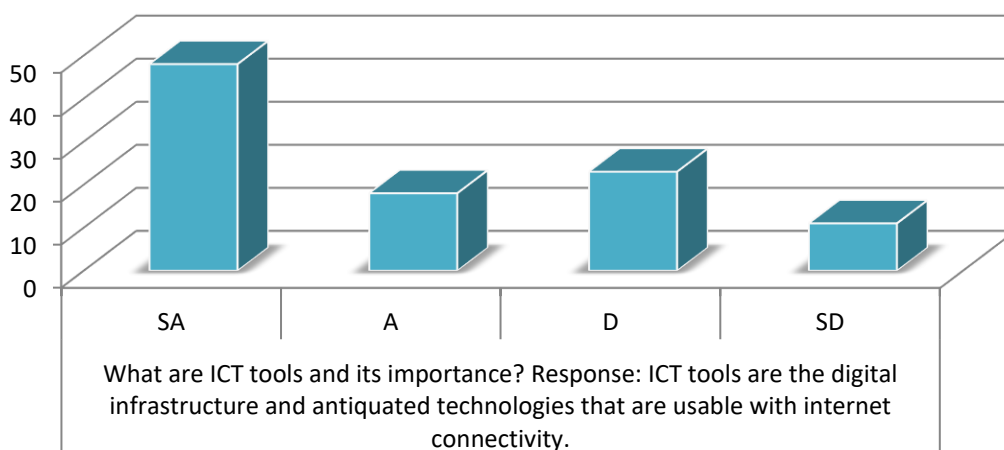 50
40
30
20
10
0
SA A D SD
What are ICT tools and its importance? Response: ICT tools are the digital
infrastructure and antiquated technologies that are usable with internet
connectivity.